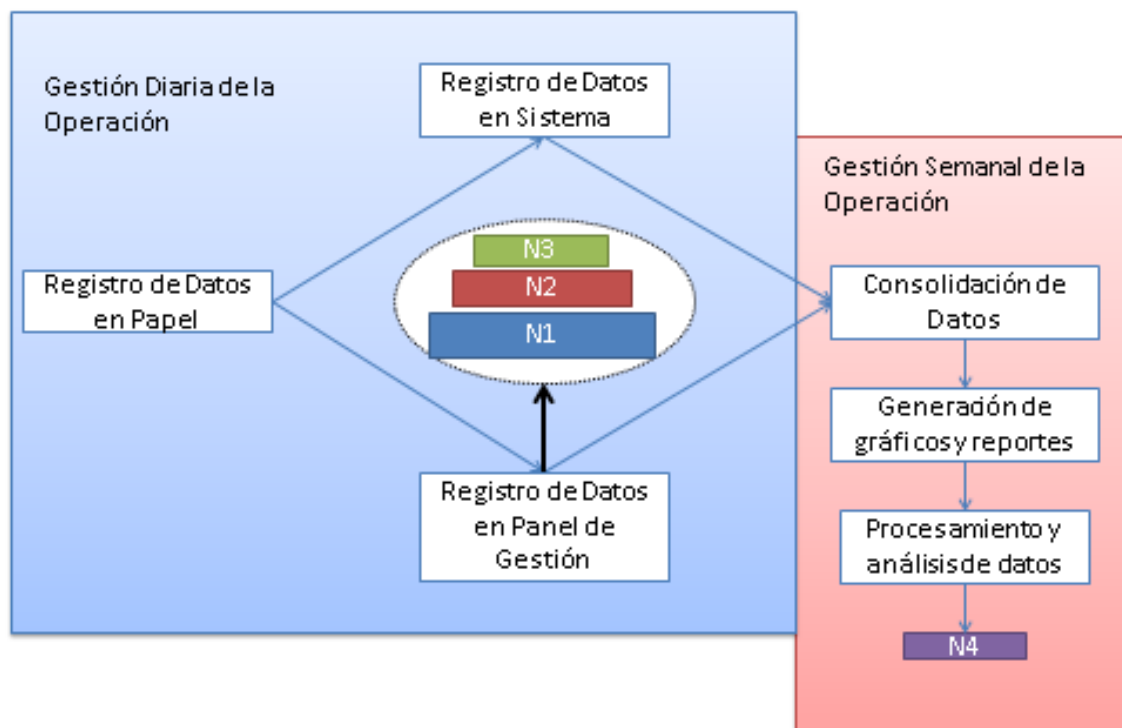 Gestión Diaria de la
Operación
Registro de Datos
en Sistema
Gestión Semanal de la
Operación
N3
N2
N1
Registro de Datos
en Papel
Consolidación de
Datos
Generación de
gráficos y reportes
Registro de Datos
en Panel de
Gestión
Procesamiento y
análisis de datos
N4